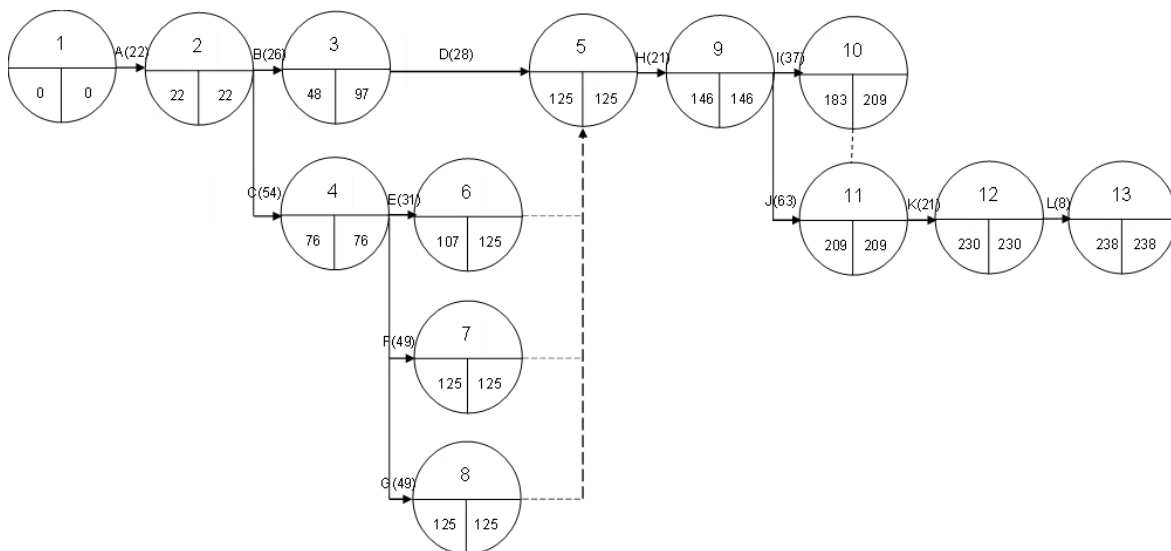 1
0 0
A(22)
2
22 22
B(26)
3
48 97
D(28)
5
125 125
H(21)
9
146 146
I(37)
10
183 209
C(54)
4
76 76
E(31)
6
107 125
J(63)
11
209 209
K(21)
12
230 230
L(8)
13
238 238
F(49)
7
125 125
G(49)
8
125 125